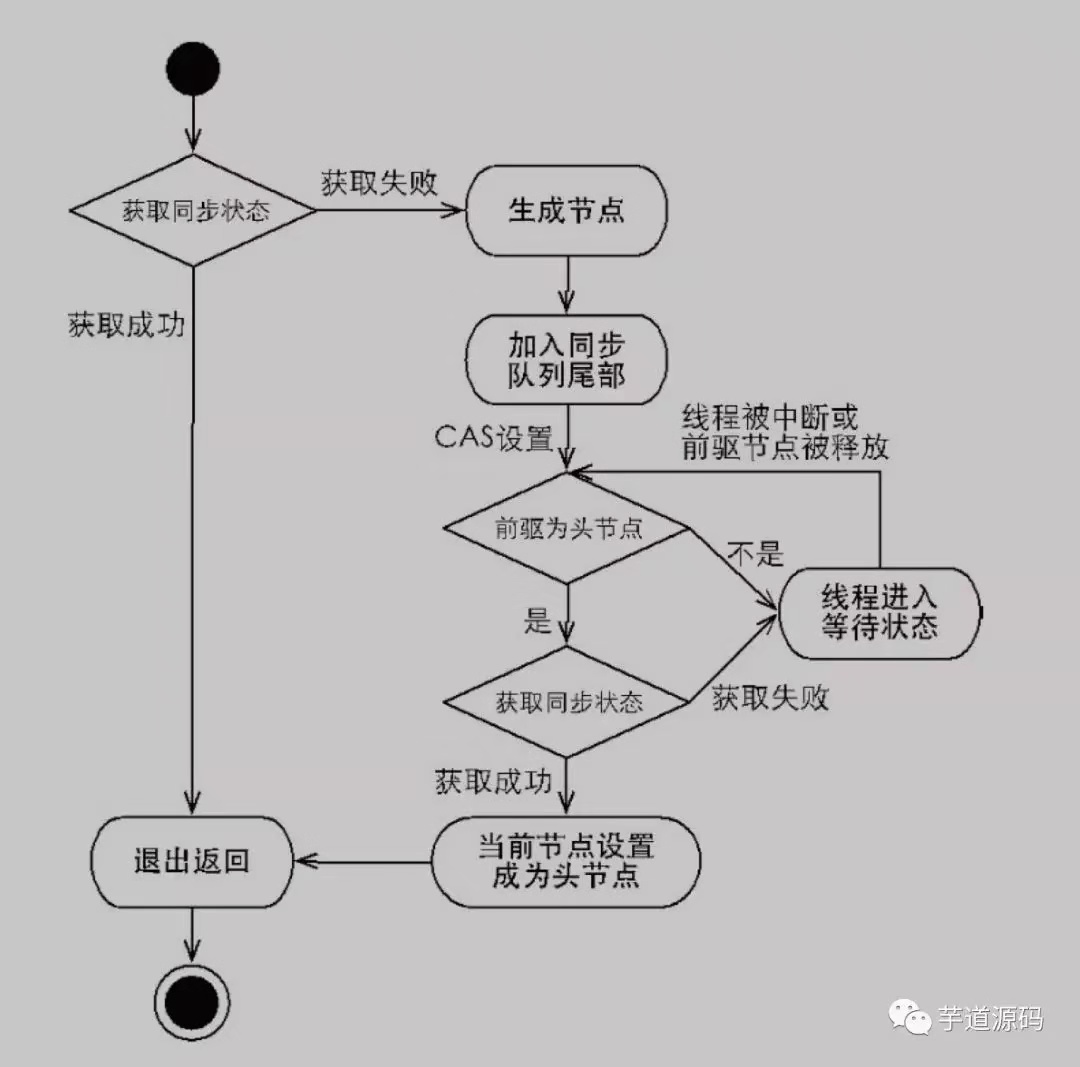 获取同步状态
获取失败
生成节点
获取成功
加入同步
队列尾部
CAS设置
线程被中断或
前驱节点被释放
前驱为头节点
不是
线程进入
等待状态
是
获取同步状态
获取失败
获取成功
当前节点设置
成为头节点
退出返回
芋道源码